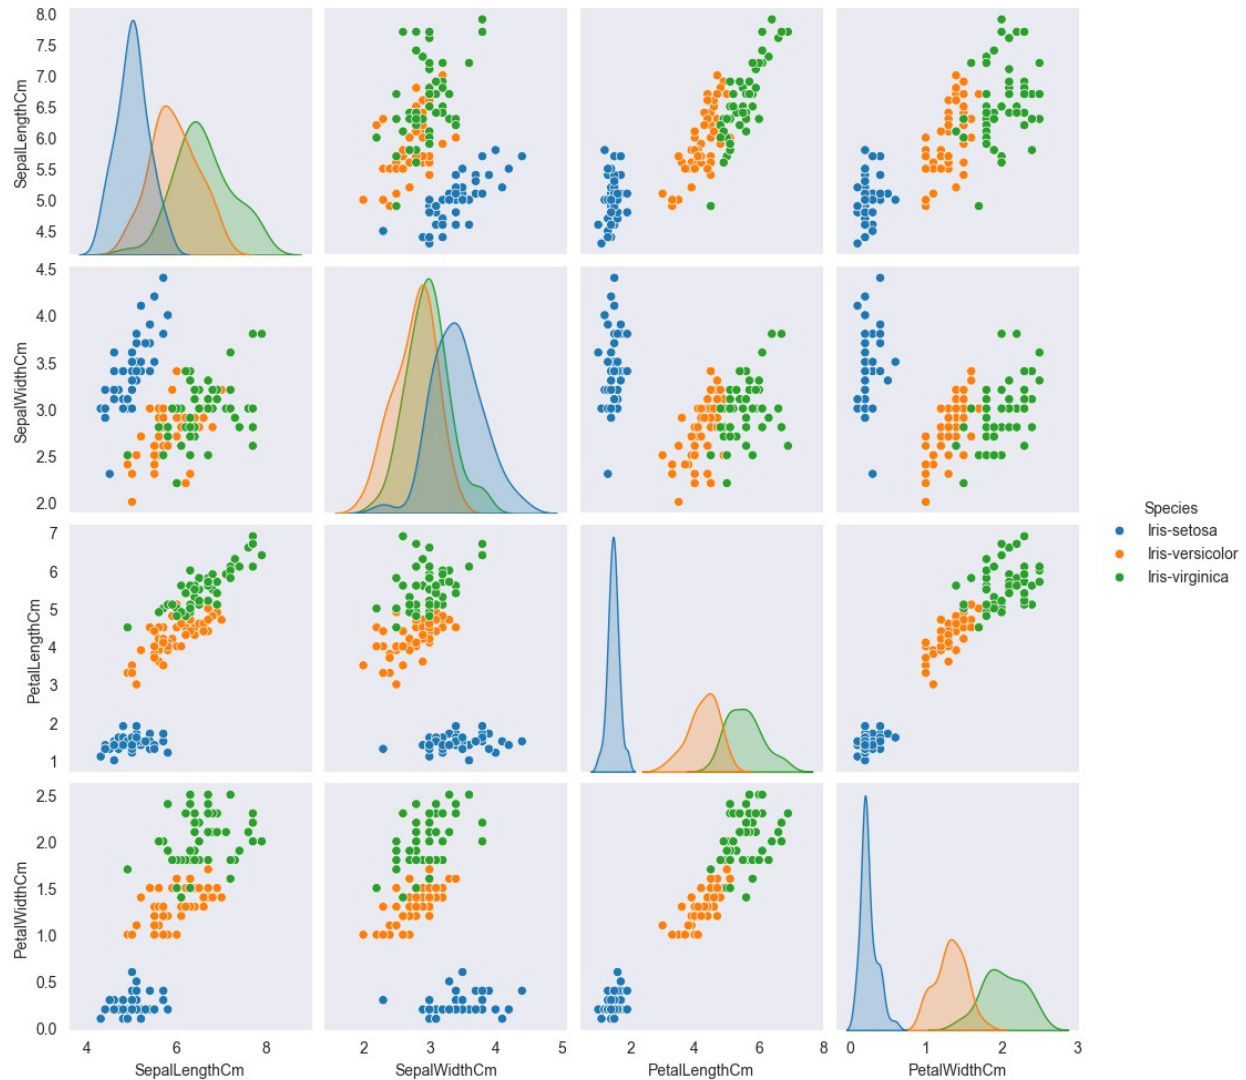 SepalLengthCm
8.0
7.5
7.0
6.5
6.0
5.5
5.0
4.5
SepalWidthCm
4.5
4.0
3.5
3.0
2.5
2.0
Species
Iris-setosa
Iris-versicolor
Iris-virginica
PetalLengthCm
7
6
5
4
3
2
1
PetalWidthCm
2.5
2.0
1.5
1.0
0.5
0.0
4 6 8
2 3 4 5
2 4 6 8
0 1 2 3
SepalLengthCm
SepalWidthCm
PetalLengthCm
PetalWidthCm